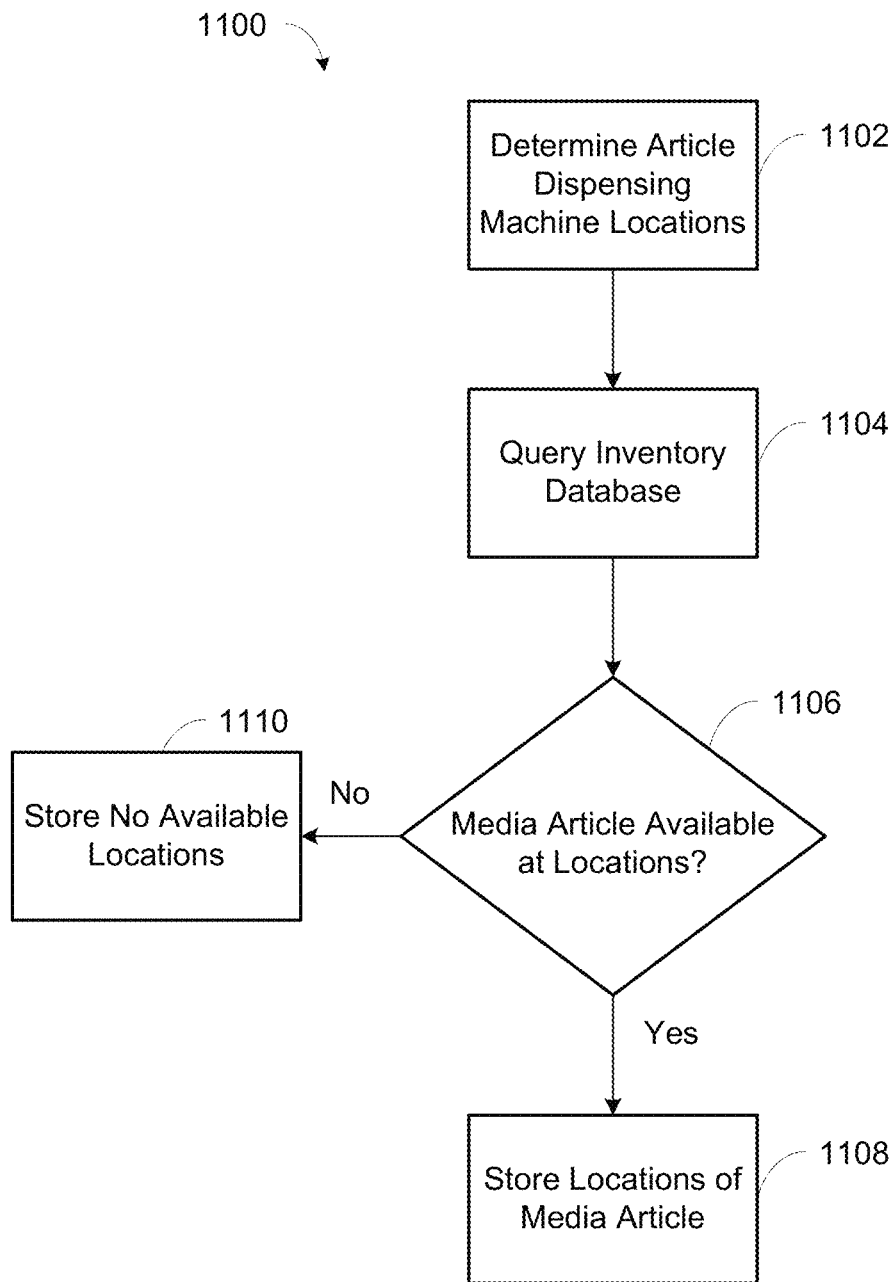 1100
Determine Article
Dispensing
Machine Locations
1102
Query Inventory
Database
1104
Media Article Available
at Locations?
1106
No
Store No Available
Locations
1110
Yes
Store Locations of
Media Article
1108